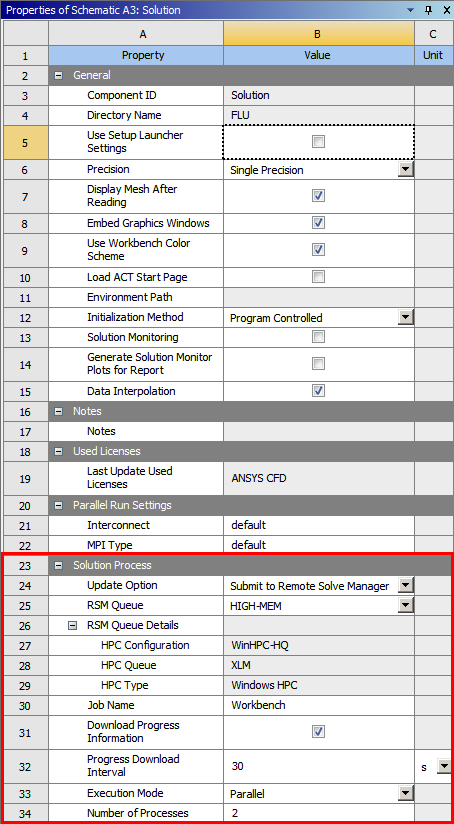 Properties of Schematic A3: Solution
A B C
1 Property Value Unit
2 General
3 Component ID Solution
4 Directory Name FLU
5 Use Setup Launcher
Settings
6 Precision Single Precision
7 Display Mesh After
Reading
8 Embed Graphics Windows
9 Use Workbench Color
Scheme
10 Load ACT Start Page
11 Environment Path
12 Initialization Method Program Controlled
13 Solution Monitoring
14 Generate Solution Monitor
Plots for Report
15 Data Interpolation
16 Notes
17 Notes
18 Used Licenses
19 Last Update Used
Licenses ANSYS CFD
20 Parallel Run Settings
21 Interconnect default
22 MPI Type default
23 Solution Process
24 Update Option Submit to Remote Solve Manager
25 RSM Queue HIGH-MEM
26 RSM Queue Details
27 HPC Configuration WinHPC-HQ
28 HPC Queue XLM
29 HPC Type Windows HPC
30 Job Name Workbench
31 Download Progress
Information
32 Progress Download
Interval 30 s
33 Execution Mode Parallel
34 Number of Processes 2